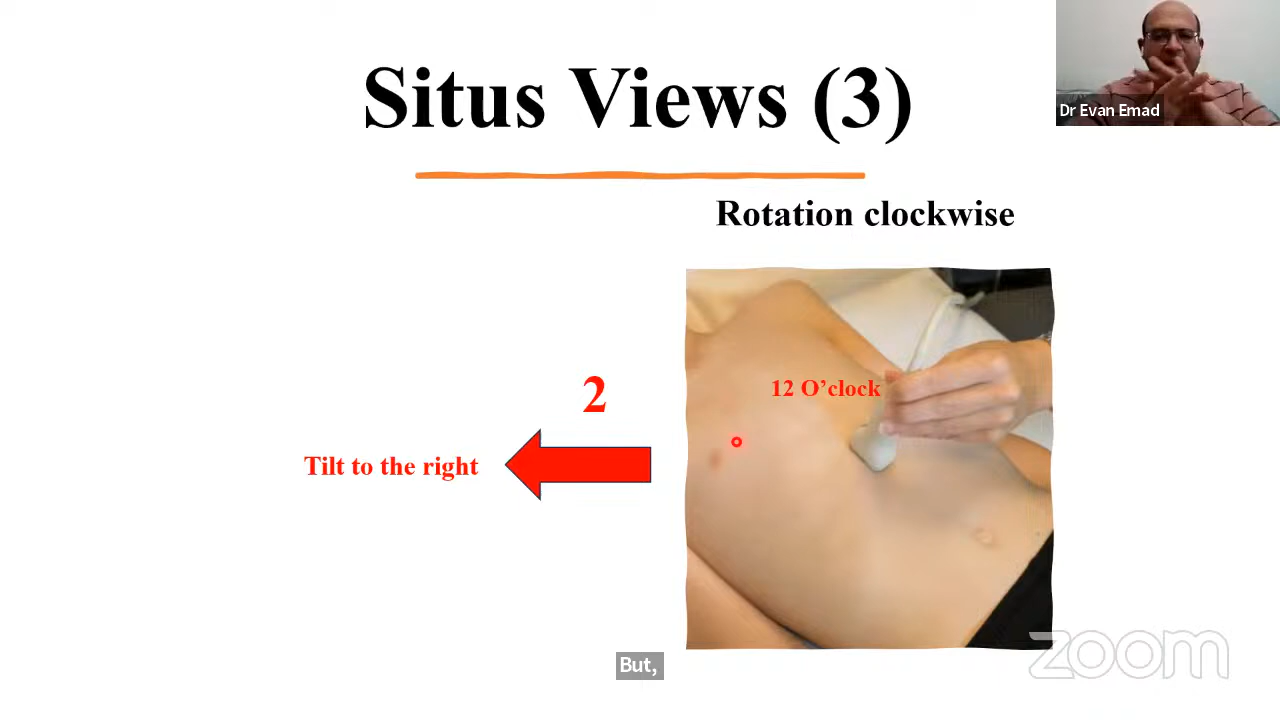 Situs Views (3)
Dr Evan Emad
Rotation clockwise
12 O’clock
2
Tilt to the right
But,
zoom